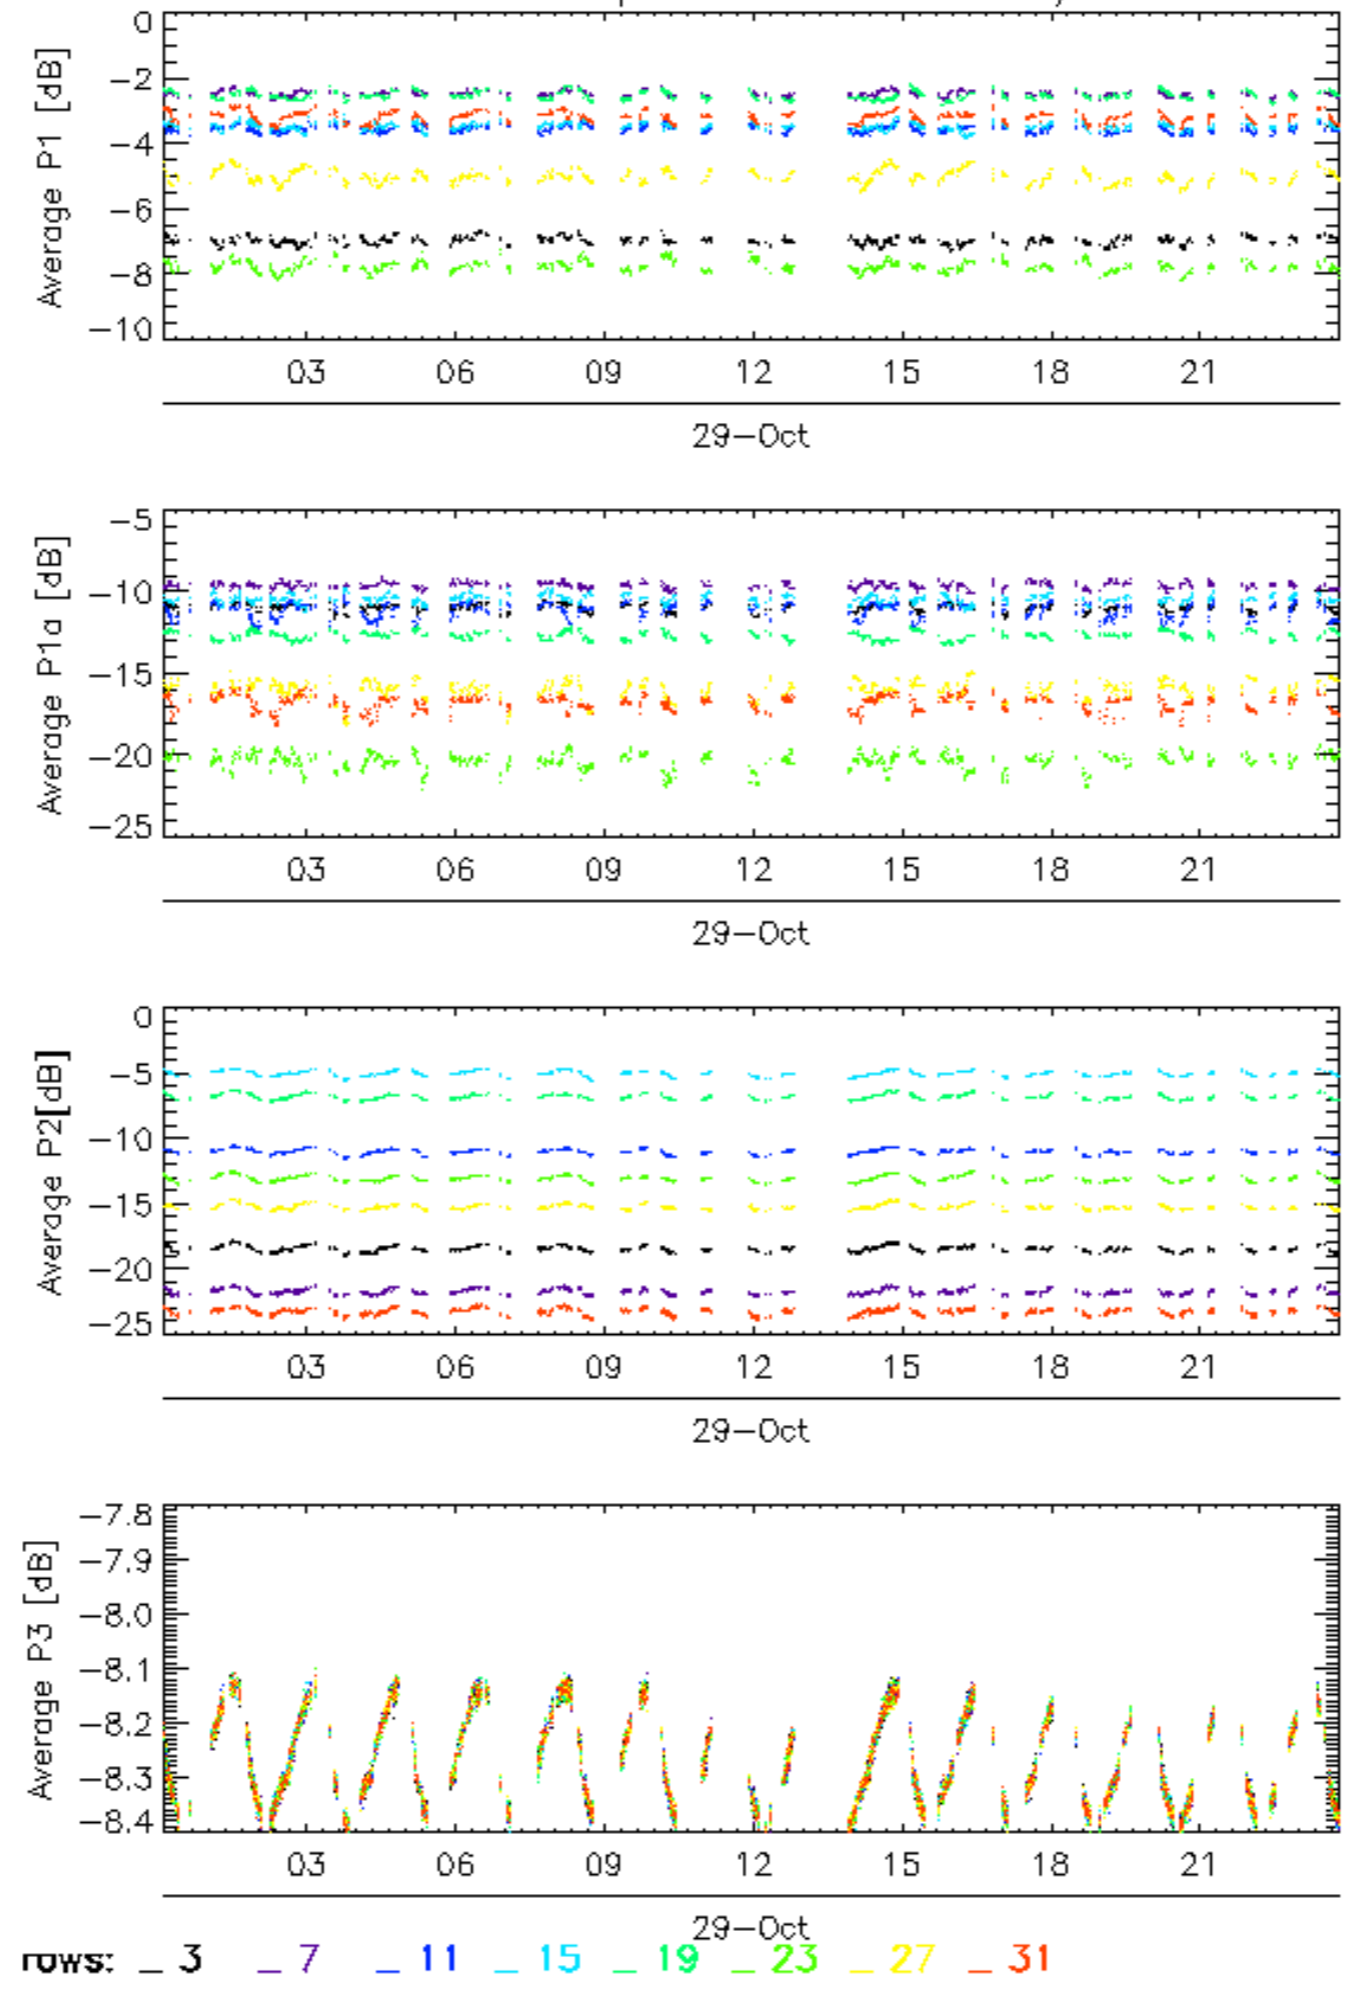 0
-2
-4
-6
-8
-10
Average P1 [dB]
03 06 09 12 15 18 21
29-Oct
-5
-10
-15
-20
-25
Average P1a [dB]
03 06 09 12 15 18 21
29-Oct
0
-5
-10
-15
-20
-25
Average P2[dB]
03 06 09 12 15 18 21
29-Oct
-7.8
-7.9
-8.0
-8.1
-8.2
-8.3
-8.4
Average P3 [dB]
03 06 09 12 15 18 21
29-Oct
rows: _ 3 _ 7 _ 11 _ 15 _ 19 _ 23 _ 27 _ 31